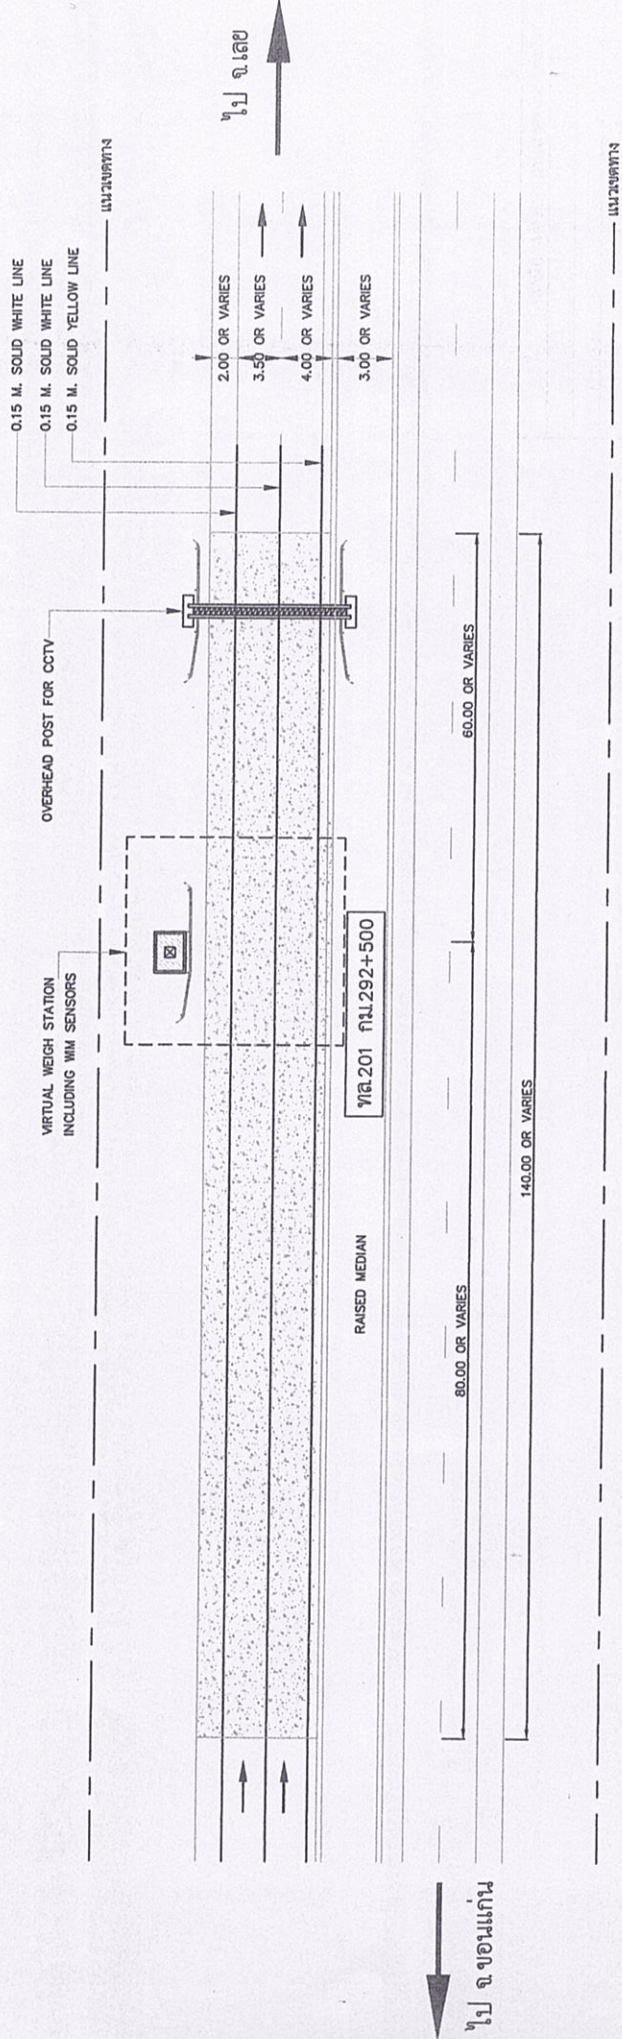 0.15 M. SOLID WHITE LINE
0.15 M. SOLID WHITE LINE
0.15 M. SOLID YELLOW LINE
ไป จ.เลย
แนวเขตทาง
OVERHEAD POST FOR CCTV
VIRTUAL WEIGH STATION
INCLUDING WIM SENSORS
2.00 OR VARIES
3.50 OR VARIES
4.00 OR VARIES
3.00 OR VARIES
ทล.201 กม.292+500
RAISED MEDIAN
60.00 OR VARIES
80.00 OR VARIES
140.00 OR VARIES
แนวเขตทาง
ไป จ.ขอนแก่น